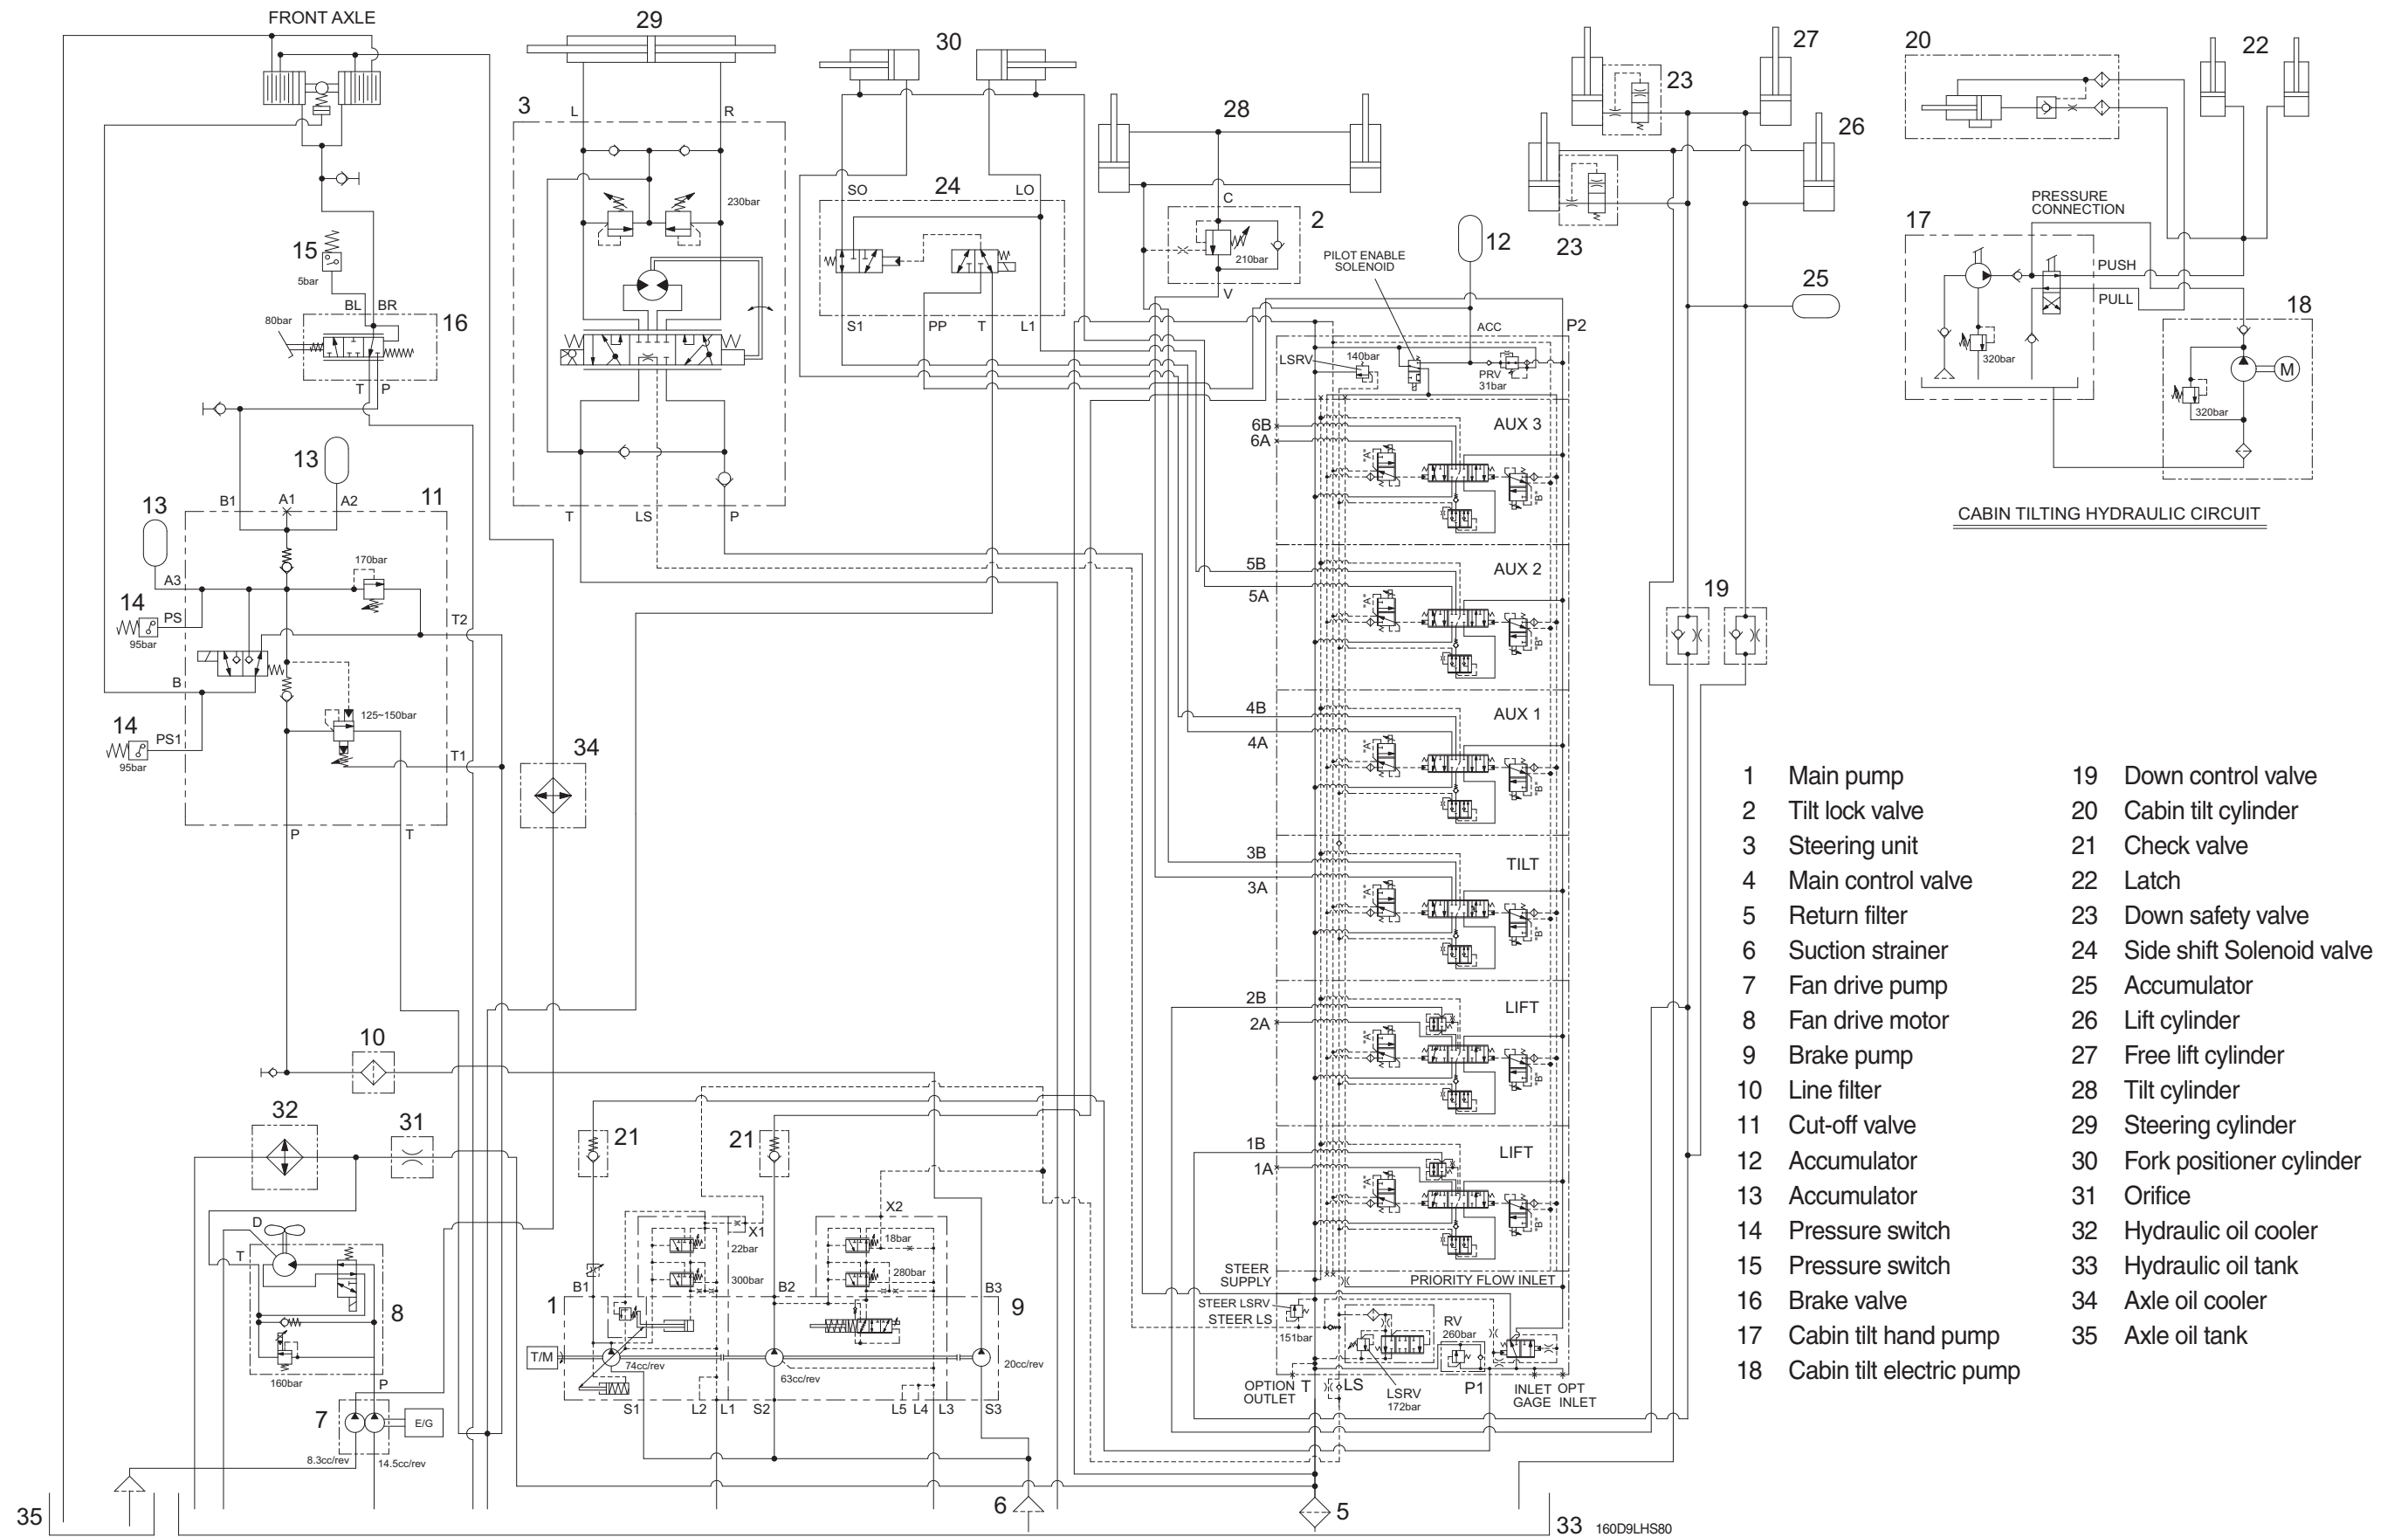 FRONT AXLE
29
30
27
20
22
23
3
28
26
L
R
24
SO
LO
230bar
2
C
210bar
V
23
PRESSURE
CONNECTION
17
PUSH
PULL
320bar
18
M
320bar
CABIN TILTING HYDRAULIC CIRCUIT
15
5bar
BL
BR
80bar
16
T
P
S1
PP
T
L1
PILOT ENABLE
SOLENOID
12
25
ACC
P2
LSRV
140bar
PRV
31bar
13
13
B1
A1
A2
11
T
LS
P
6B
6A
AUX 3
"A"
"B"
170bar
A3
14
PS
95bar
T2
5B
5A
AUX 2
"A"
"B"
19
B
125~150bar
14
PS1
95bar
T1
34
4B
4A
AUX 1
"A"
"B"
P
T
3B
3A
TILT
"A"
"B"
2B
2A
LIFT
"A"
"B"
10
1B
1A
LIFT
"A"
"B"
32
31
21
21
X1
X2
22bar
18bar
300bar
280bar
D
T
8
160bar
P
B1
B2
B3
1
9
T/M
74cc/rev
63cc/rev
20cc/rev
S1
L2
L1
S2
L5
L4
L3
S3
STEER
SUPPLY
PRIORITY FLOW INLET
STEER LSRV
STEER LS
151bar
RV
260bar
OPTION
OUTLET
T
LS
LSRV
172bar
P1
INLET
GAGE
OPT
INLET
7
E/G
8.3cc/rev
14.5cc/rev
35
6
5
33
160D9LHS80
1 Main pump
2 Tilt lock valve
3 Steering unit
4 Main control valve
5 Return filter
6 Suction strainer
7 Fan drive pump
8 Fan drive motor
9 Brake pump
10 Line filter
11 Cut-off valve
12 Accumulator
13 Accumulator
14 Pressure switch
15 Pressure switch
16 Brake valve
17 Cabin tilt hand pump
18 Cabin tilt electric pump
19 Down control valve
20 Cabin tilt cylinder
21 Check valve
22 Latch
23 Down safety valve
24 Side shift Solenoid valve
25 Accumulator
26 Lift cylinder
27 Free lift cylinder
28 Tilt cylinder
29 Steering cylinder
30 Fork positioner cylinder
31 Orifice
32 Hydraulic oil cooler
33 Hydraulic oil tank
34 Axle oil cooler
35 Axle oil tank